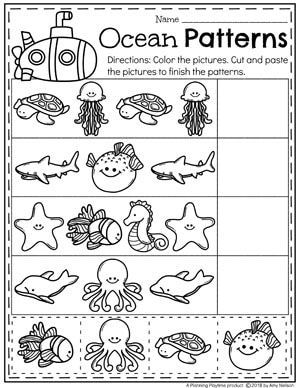 Name
Ocean Patterns
Directions: Color the pictures. Cut and paste
the pictures to finish the patterns.
A Planning Playtime product © 2018 by Amy Nielson